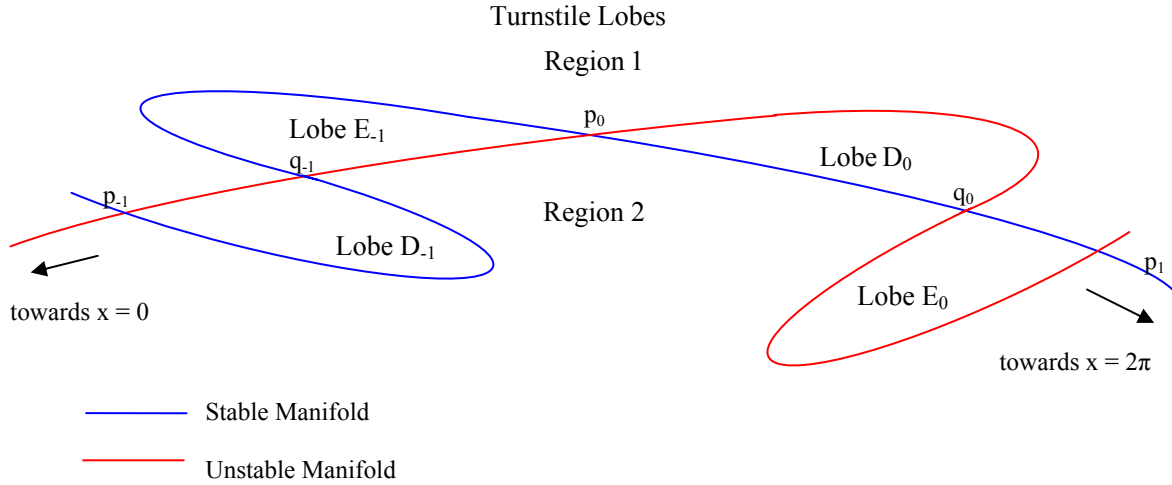 Turnstile Lobes
Region 1
p₀
Lobe E₋₁
Lobe D₀
q₋₁
p₋₁
q₀
Region 2
Lobe D₋₁
p₁
Lobe E₀
towards x = 0
towards x = 2π
Stable Manifold
Unstable Manifold